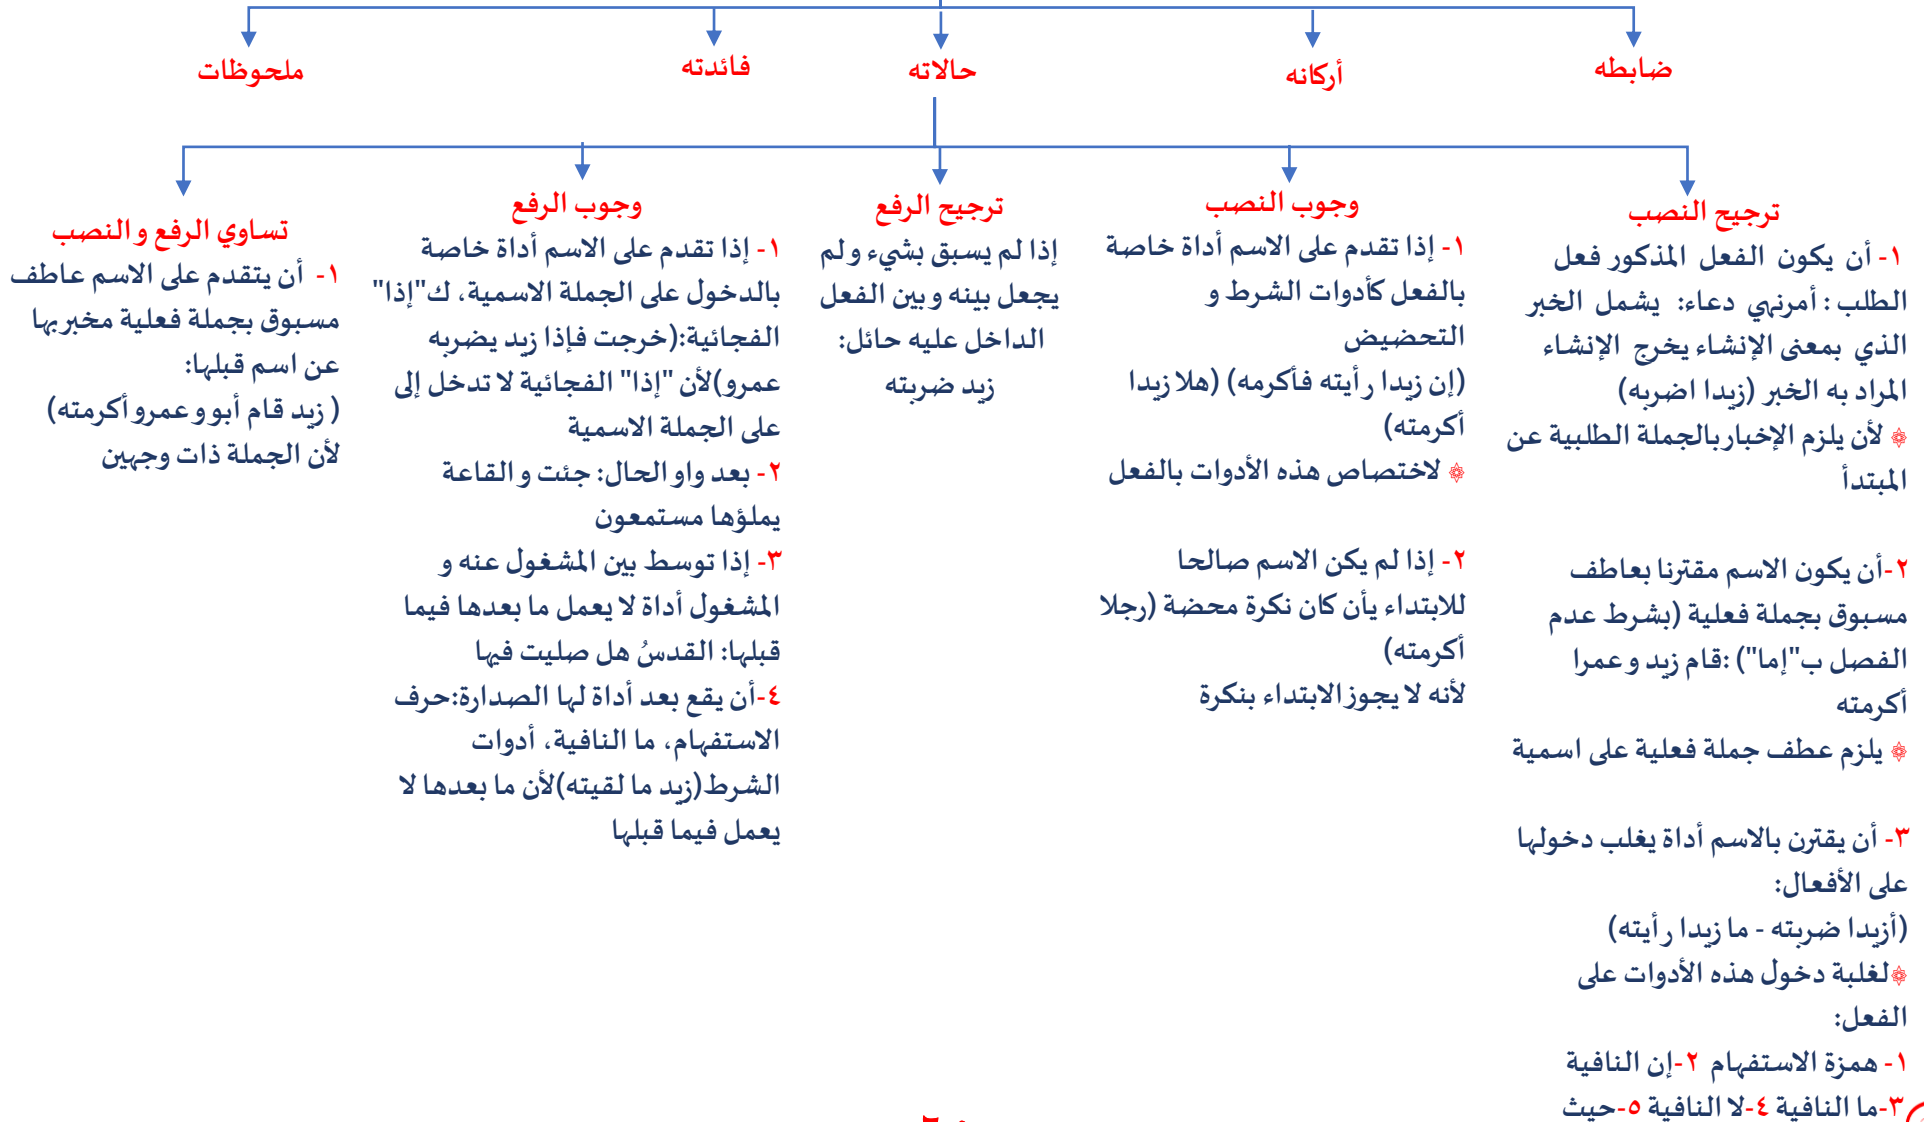 ضابطه
أركانه
حالاته
فائدته
ملحوظات
ترجيح النصب
١- أن يكون الفعل المذكور فعل
الطلب : أمرنهي دعاء: يشمل الخبر
الذي بمعنى الإنشاء يخرج الإنشاء
المراد به الخبر (زيدا اضربه)
۞ لأن يلزم الإخباربالجملة الطلبية عن
المبتدأ
٢-أن يكون الاسم مقترنا بعاطف
مسبوق بجملة فعلية (بشرط عدم
الفصل ب"إما") :قام زيد وعمرا
أكرمته
۞ يلزم عطف جملة فعلية على اسمية
٣- أن يقترن بالاسم أداة يغلب دخولها
على الأفعال:
(أزيدا ضربته - ما زيدا رأيته)
۞لغلبة دخول هذه الأدوات على
الفعل:
١- همزة الاستفهام ٢-إن النافية
٣-ما النافية ٤-لا النافية ٥-حيث
وجوب النصب
١- إذا تقدم على الاسم أداة خاصة
بالفعل كأدوات الشرط و
التحضيض
(إن زيدا رأيته فأكرمه) (هلا زيدا
أكرمته)
۞ لاختصاص هذه الأدوات بالفعل
٢- إذا لم يكن الاسم صالحا
للابتداء يأن كان نكرة محضة (رجلا
أكرمته)
لأنه لا يجوز الابتداء بنكرة
ترجيح الرفع
إذا لم يسبق بشيء ولم
يجعل بينه وبين الفعل
الداخل عليه حائل:
زيد ضربته
وجوب الرفع
١- إذا تقدم على الاسم أداة خاصة
بالدخول على الجملة الاسمية، ك"إذا"
الفجائية:(خرجت فإذا زيد يضربه
عمرو)لأن "إذا" الفجائية لا تدخل إلى
على الجملة الاسمية
٢- بعد واو الحال: جئت والقاعة
يملؤها مستمعون
٣- إذا توسط بين المشغول عنه و
المشغول أداة لا يعمل ما بعدها فيما
قبلها: القدسُ هل صليت فيها
٤-أن يقع بعد أداة لها الصدارة:حرف
الاستفهام، ما النافية، أدوات
الشرط(زيد ما لقيته)لأن ما بعدها لا
يعمل فيما قبلها
تساوي الرفع والنصب
١- أن يتقدم على الاسم عاطف
مسبوق بجملة فعلية مخبربها
عن اسم قبلها:
( زيد قام أبو وعمرو أكرمته)
لأن الجملة ذات وجهين